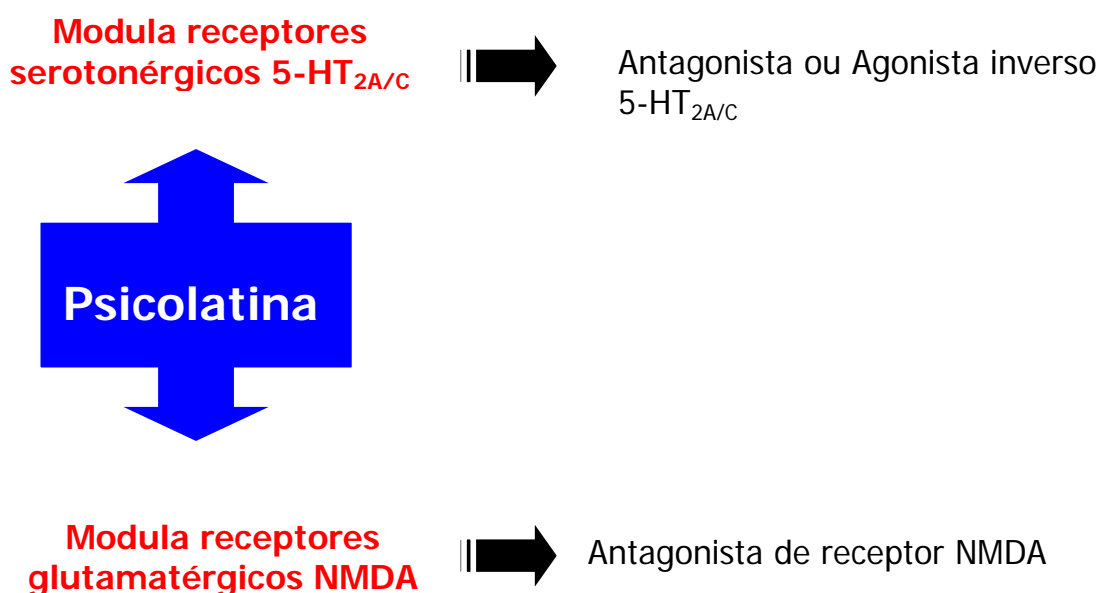 Modula receptores
serotonérgicos 5-HT2A/C
Antagonista ou Agonista inverso
5-HT2A/C
Psicolatina
Modula receptores
glutamatérgicos NMDA
Antagonista de receptor NMDA